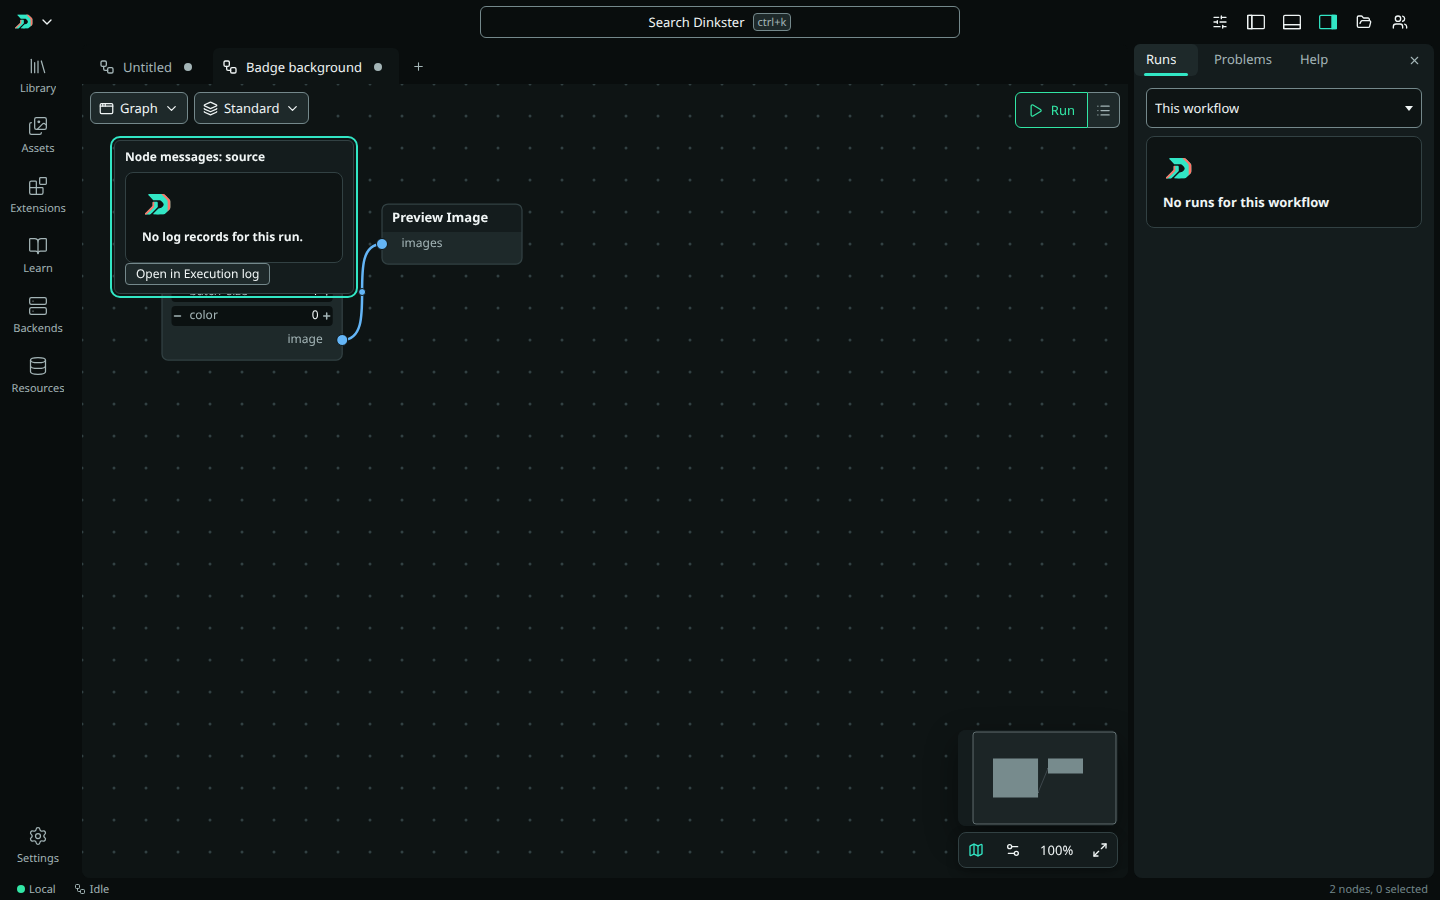 Search Dinkster ctrl+k
Library
Assets
Extensions
Learn
Backends
Resources
Settings
Untitled
Badge background
Graph
Standard
Run
Node messages: source
No log records for this run.
Open in Execution log
color 0
image
Preview Image
images
100%
Runs
Problems
Help
This workflow
No runs for this workflow
Local
Idle
2 nodes, 0 selected